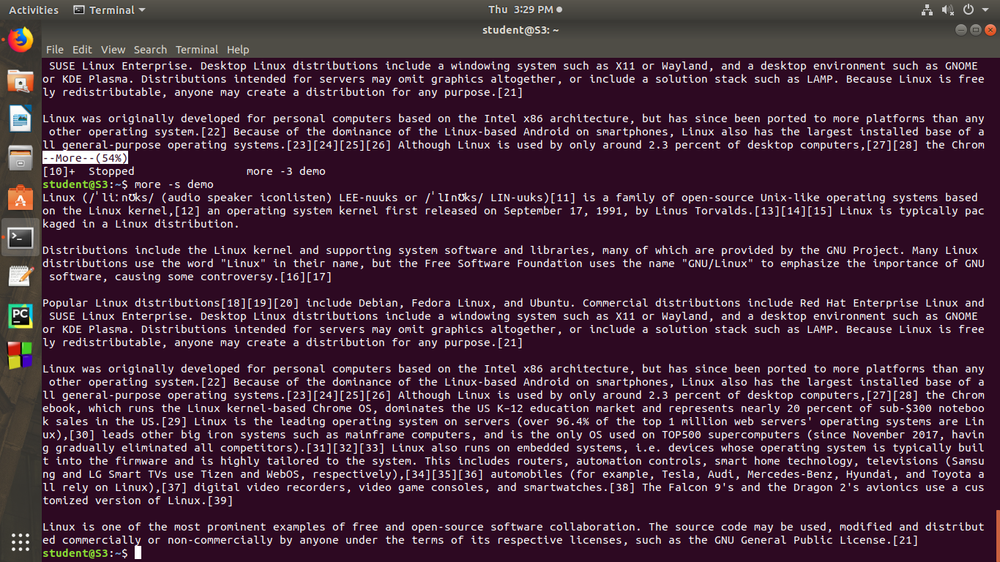 Activities Terminal Thu 3:29 PM
student@S3: ~
File Edit View Search Terminal Help
SUSE Linux Enterprise. Desktop Linux distributions include a windowing system such as X11 or Wayland, and a desktop environment such as GNOME
or KDE Plasma. Distributions intended for servers may omit graphics altogether, or include a solution stack such as LAMP. Because Linux is free
ly redistributable, anyone may create a distribution for any purpose.[21]
Linux was originally developed for personal computers based on the Intel x86 architecture, but has since been ported to more platforms than any
other operating system.[22] Because of the dominance of the Linux-based Android on smartphones, Linux also has the largest installed base of a
ll general-purpose operating systems.[23][24][25][26] Although Linux is used by only around 2.3 percent of desktop computers,[27][28] the Chrom
--More--(54%)
[10]+  Stopped                 more -3 demo
student@S3:~$ more -s demo
Linux (/ˈliːnʊks/ (audio speaker iconlisten) LEE-nuuks or /ˈlɪnʊks/ LIN-uuks)[11] is a family of open-source Unix-like operating systems based
on the Linux kernel,[12] an operating system kernel first released on September 17, 1991, by Linus Torvalds.[13][14][15] Linux is typically pac
kaged in a Linux distribution.
Distributions include the Linux kernel and supporting system software and libraries, many of which are provided by the GNU Project. Many Linux
distributions use the word "Linux" in their name, but the Free Software Foundation uses the name "GNU/Linux" to emphasize the importance of GNU
software, causing some controversy.[16][17]
Popular Linux distributions[18][19][20] include Debian, Fedora Linux, and Ubuntu. Commercial distributions include Red Hat Enterprise Linux and
SUSE Linux Enterprise. Desktop Linux distributions include a windowing system such as X11 or Wayland, and a desktop environment such as GNOME
or KDE Plasma. Distributions intended for servers may omit graphics altogether, or include a solution stack such as LAMP. Because Linux is free
ly redistributable, anyone may create a distribution for any purpose.[21]
Linux was originally developed for personal computers based on the Intel x86 architecture, but has since been ported to more platforms than any
other operating system.[22] Because of the dominance of the Linux-based Android on smartphones, Linux also has the largest installed base of a
ll general-purpose operating systems.[23][24][25][26] Although Linux is used by only around 2.3 percent of desktop computers,[27][28] the Chrom
ebook, which runs the Linux kernel-based Chrome OS, dominates the US K–12 education market and represents nearly 20 percent of sub-$300 noteboo
k sales in the US.[29] Linux is the leading operating system on servers (over 96.4% of the top 1 million web servers' operating systems are Lin
ux),[30] leads other big iron systems such as mainframe computers, and is the only OS used on TOP500 supercomputers (since November 2017, havin
g gradually eliminated all competitors).[31][32][33] Linux also runs on embedded systems, i.e. devices whose operating system is typically buil
t into the firmware and is highly tailored to the system. This includes routers, automation controls, smart home technology, televisions (Samsu
ng and LG Smart TVs use Tizen and WebOS, respectively),[34][35][36] automobiles (for example, Tesla, Audi, Mercedes-Benz, Hyundai, and Toyota a
ll rely on Linux),[37] digital video recorders, video game consoles, and smartwatches.[38] The Falcon 9's and the Dragon 2's avionics use a cus
tomized version of Linux.[39]
Linux is one of the most prominent examples of free and open-source software collaboration. The source code may be used, modified and distribut
ed commercially or non-commercially by anyone under the terms of its respective licenses, such as the GNU General Public License.[21]
student@S3:~$
PC